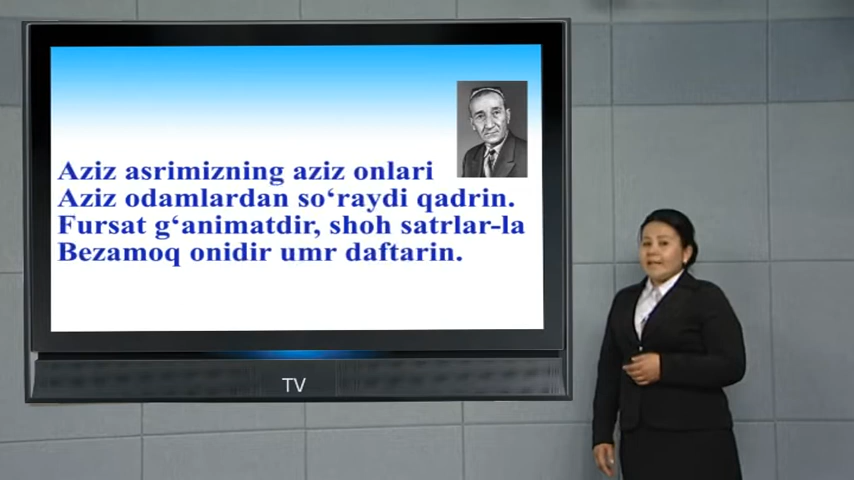 Aziz asrimizning aziz onlari
Aziz odamlardan so‘raydi qadrin.
Fursat g‘animatdir, shoh satrlar-la
Bezamoq onidir umr daftarin.
TV